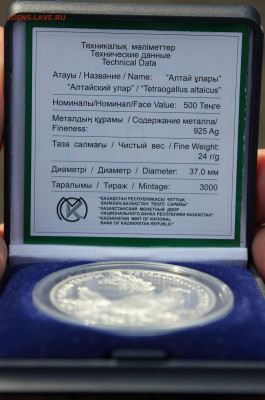 COINS.LAVE.RU
Техникалық мәліметтер
Технические данные
Technical Data
Атауы / Название / Name: "Алтай ұлары"
"Алтайский улар" / "Tetraogallus altaicus"
Номиналы/Номинал/Face Value: 500 Теңге
Металдың құрамы / Содержание металла/
Fineness: 925 Ag
Таза салмағы / Чистый вес / Fine Weight:
24 г/g
Диаметрі / Диаметр / Diameter: 37.0 мм
Таралымы / Тираж / Mintage: 3000
"ҚАЗАҚСТАН РЕСПУБЛИКАСЫ ҰЛТТЫҚ
БАНКІНІҢ ҚАЗАҚСТАН ТЕҢГЕ САРАЙЫ"
"КАЗАХСТАНСКИЙ МОНЕТНЫЙ ДВОР
НАЦИОНАЛЬНОГО БАНКА РЕСПУБЛИКИ КАЗАХСТАН"
"KAZAKHSTAN MINT OF NATIONAL
BANK OF KAZAKHSTAN REPUBLIC"